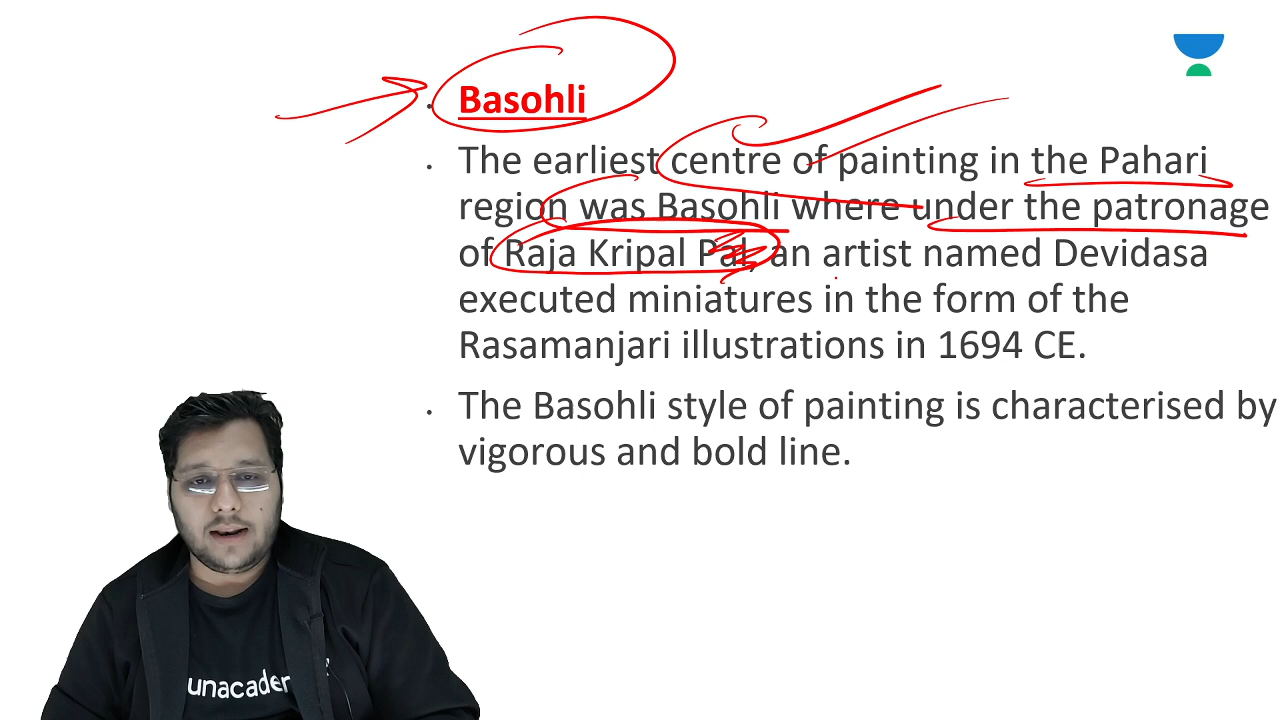 Basohli
The earliest centre of painting in the Pahari
region was Basohli where under the patronage
of Raja Kripal Pal, an artist named Devidasa
executed miniatures in the form of the
Rasamanjari illustrations in 1694 CE.
The Basohli style of painting is characterised by
vigorous and bold line.